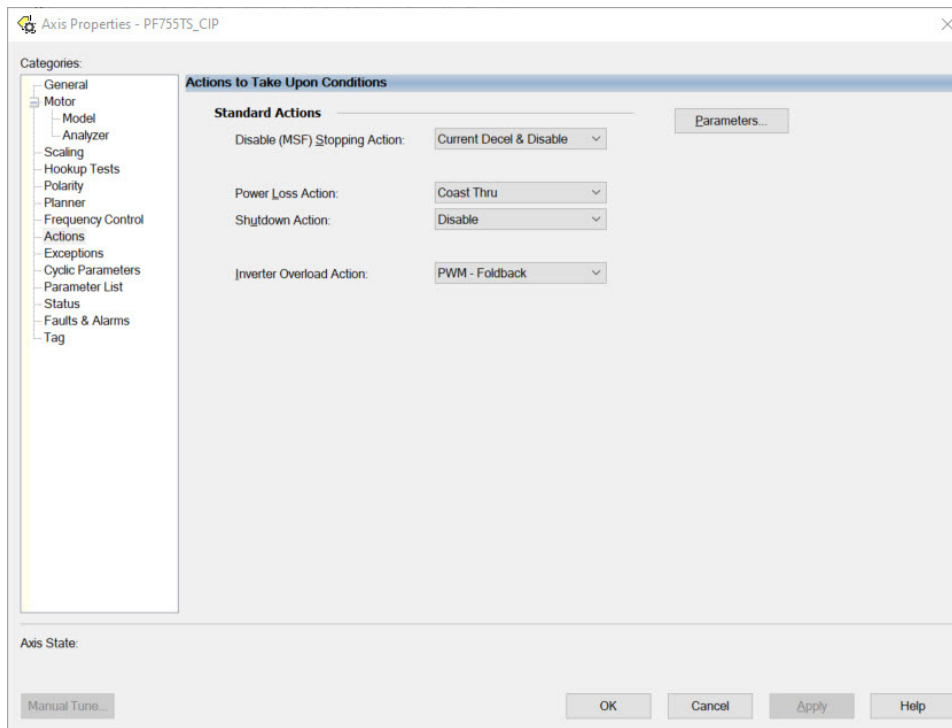 Axis Properties - PF755TS_CIP
Categories:
General
Motor
Model
Analyzer
Scaling
Hookup Tests
Polarity
Planner
Frequency Control
Actions
Exceptions
Cyclic Parameters
Parameter List
Status
Faults & Alarms
Tag
Actions to Take Upon Conditions
Standard Actions
Parameters...
Disable (MSF) Stopping Action: Current Decel & Disable
Power Loss Action: Coast Thru
Shutdown Action: Disable
Inverter Overload Action: PWM - Foldback
Axis State:
Manual Tune... OK Cancel Apply Help